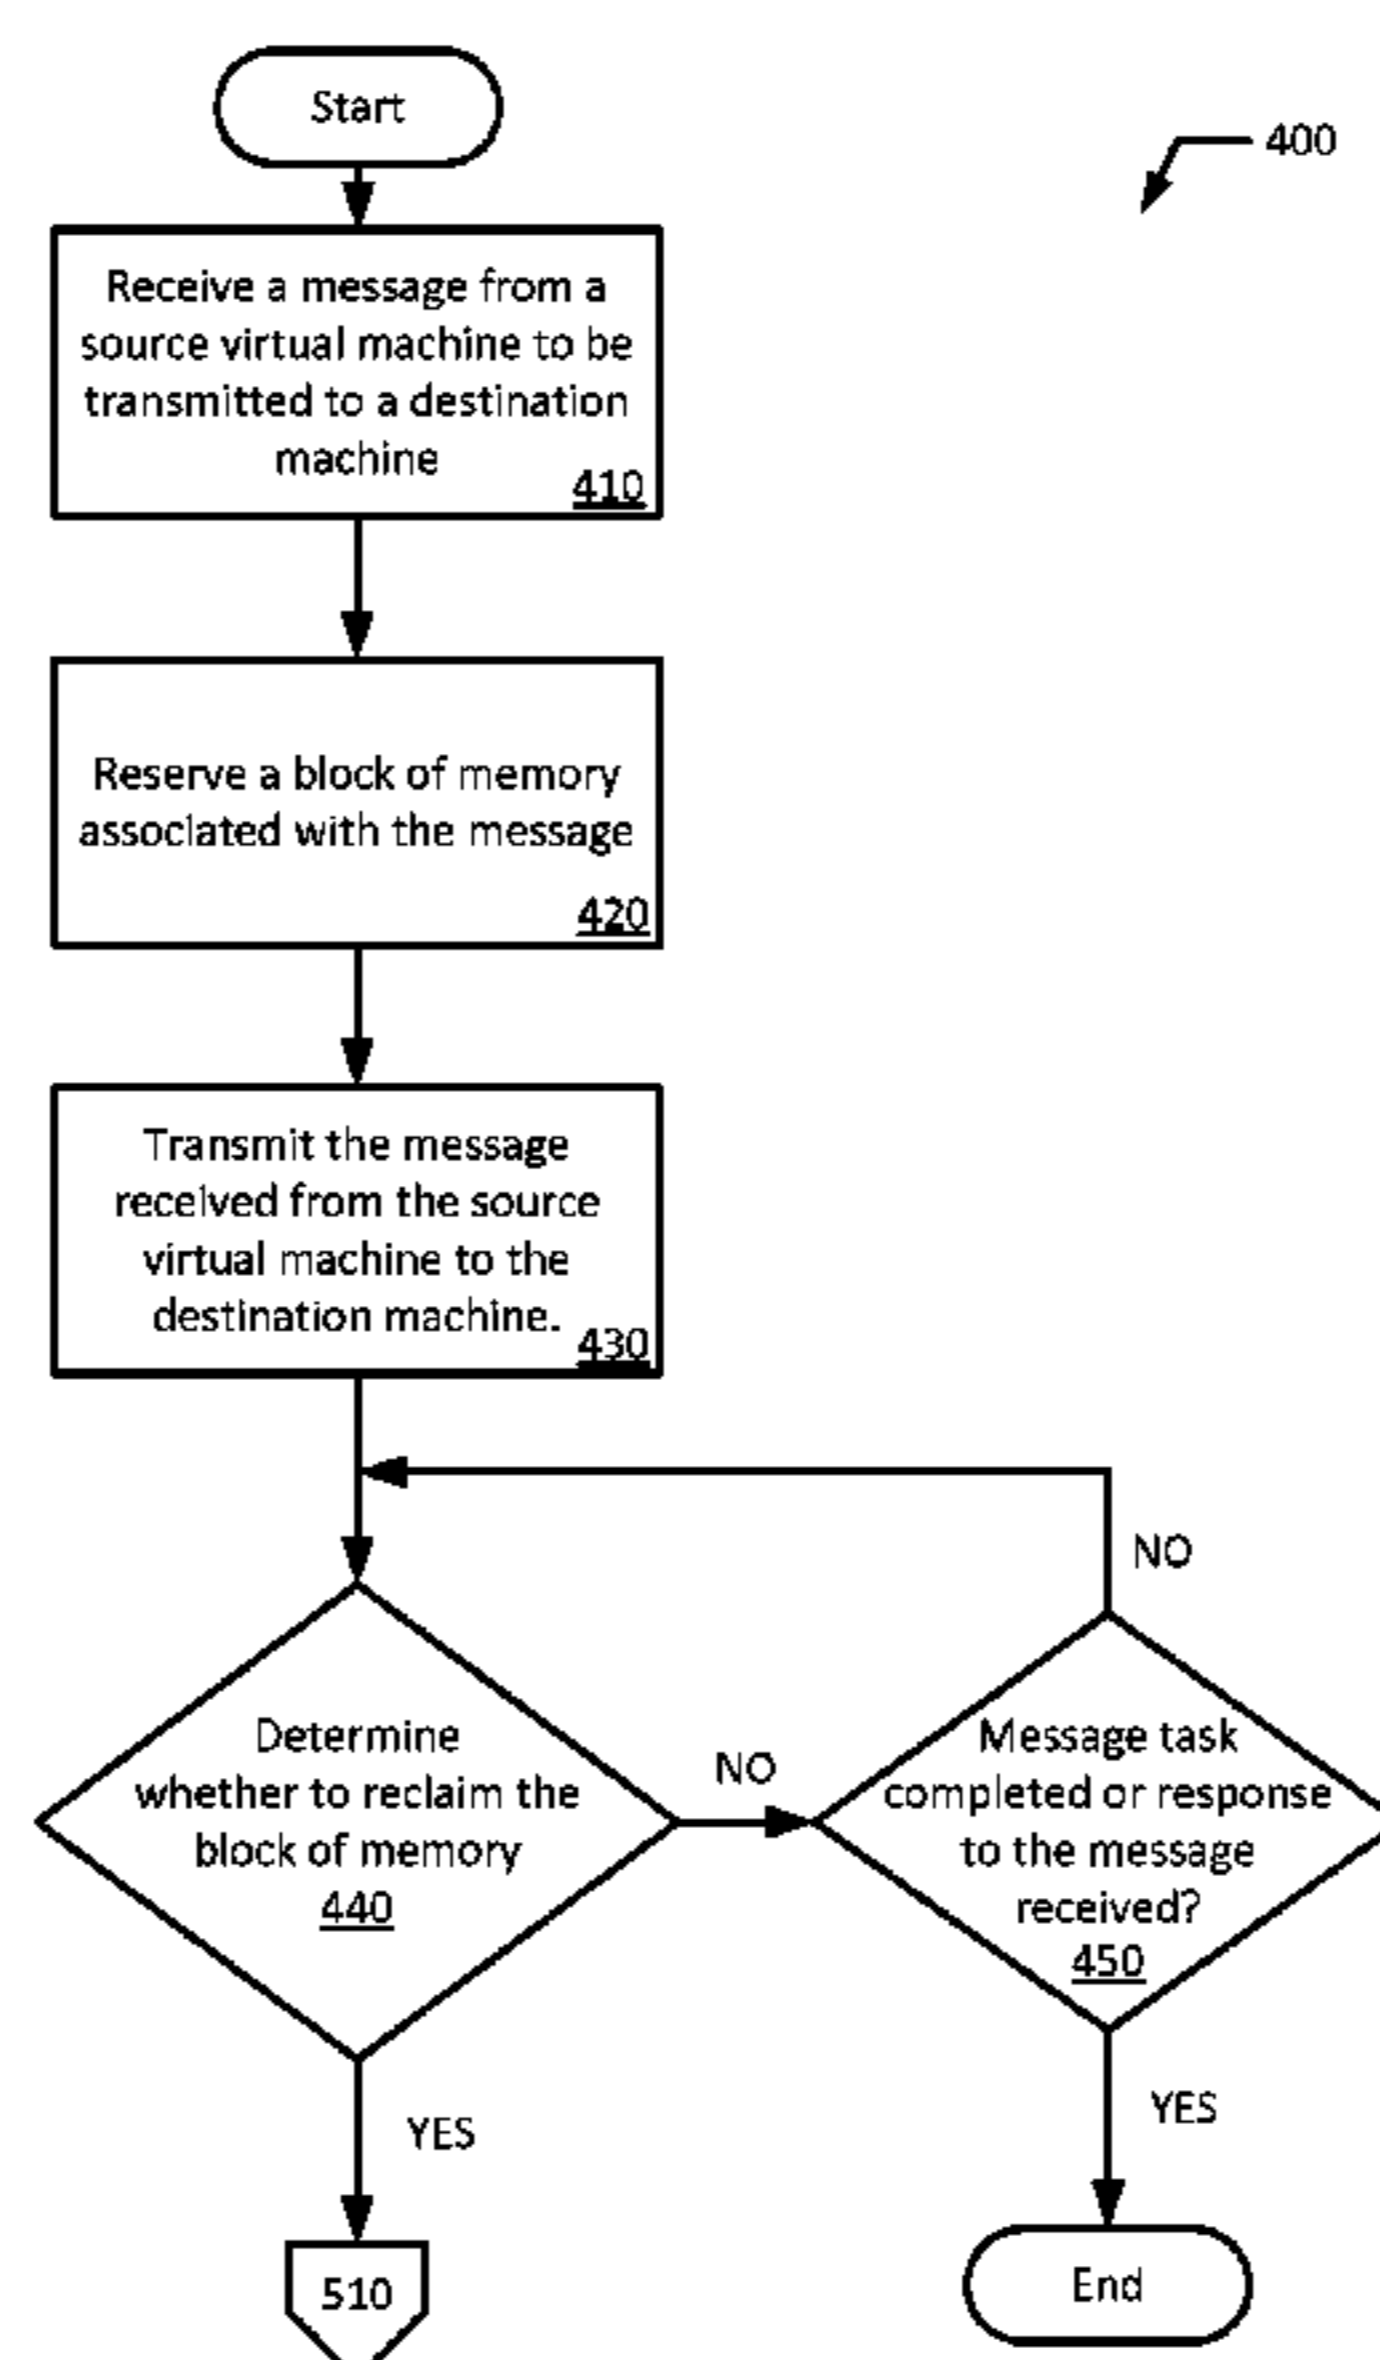 Start
400
Receive a message from a
source virtual machine to be
transmitted to a destination
machine
410
Reserve a block of memory
associated with the message
420
Transmit the message
received from the source
virtual machine to the
destination machine.
430
NO
Determine
whether to reclaim the
block of memory
440
NO
Message task
completed or response
to the message
received?
450
YES
YES
510
End